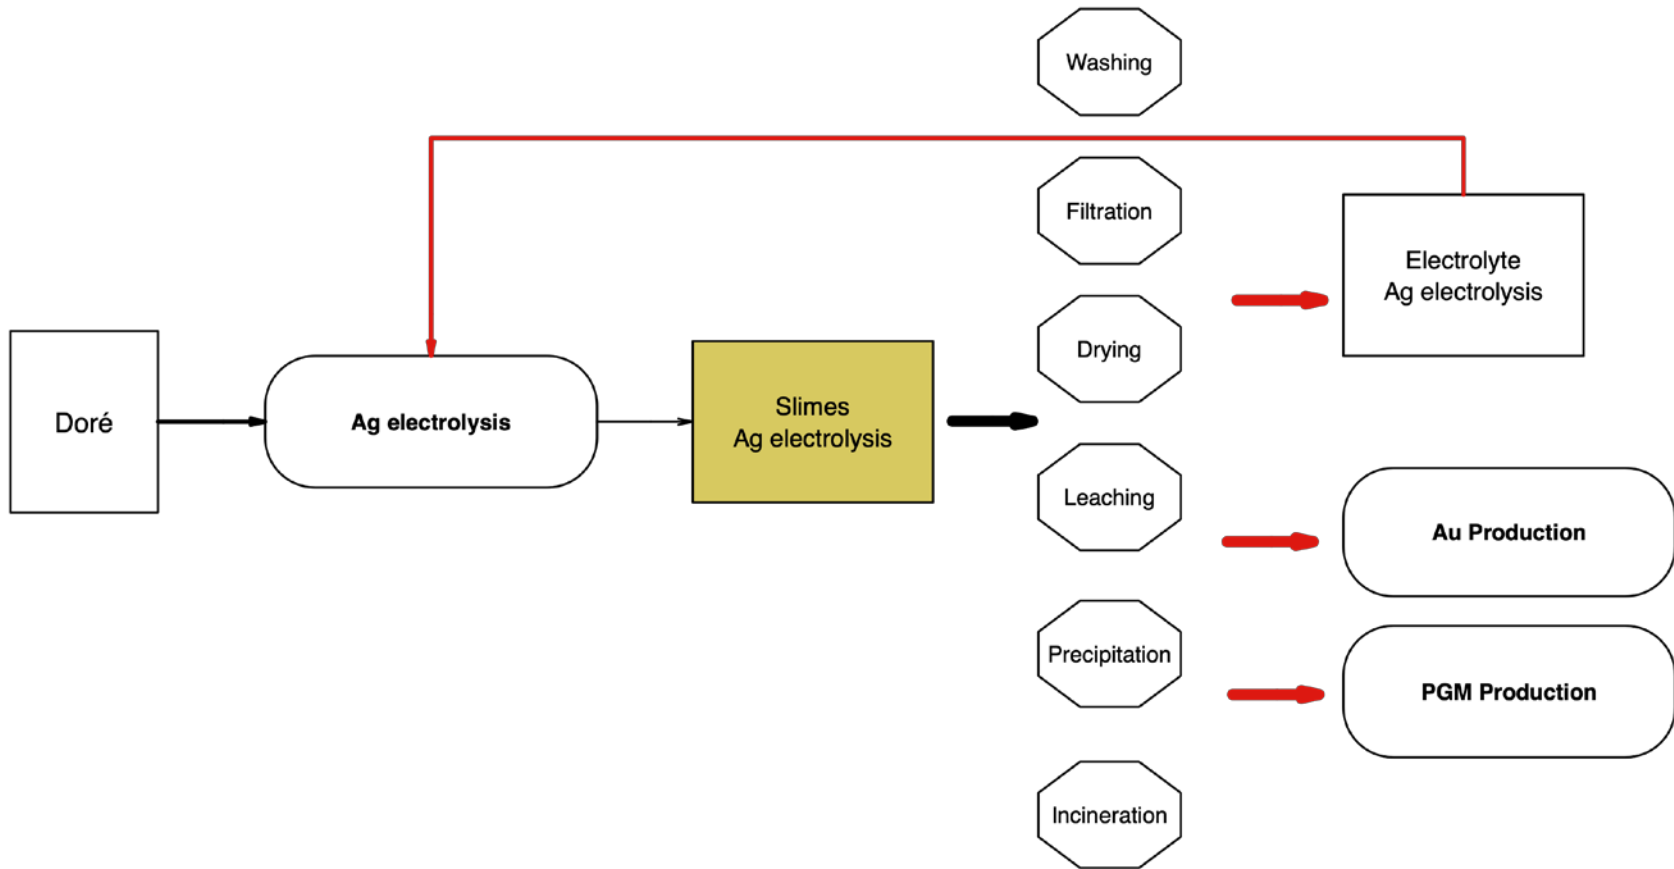 Washing
Filtration
Electrolyte
Ag electrolysis
Drying
Doré
Ag electrolysis
Slimes
Ag electrolysis
Leaching
Au Production
Precipitation
PGM Production
Incineration